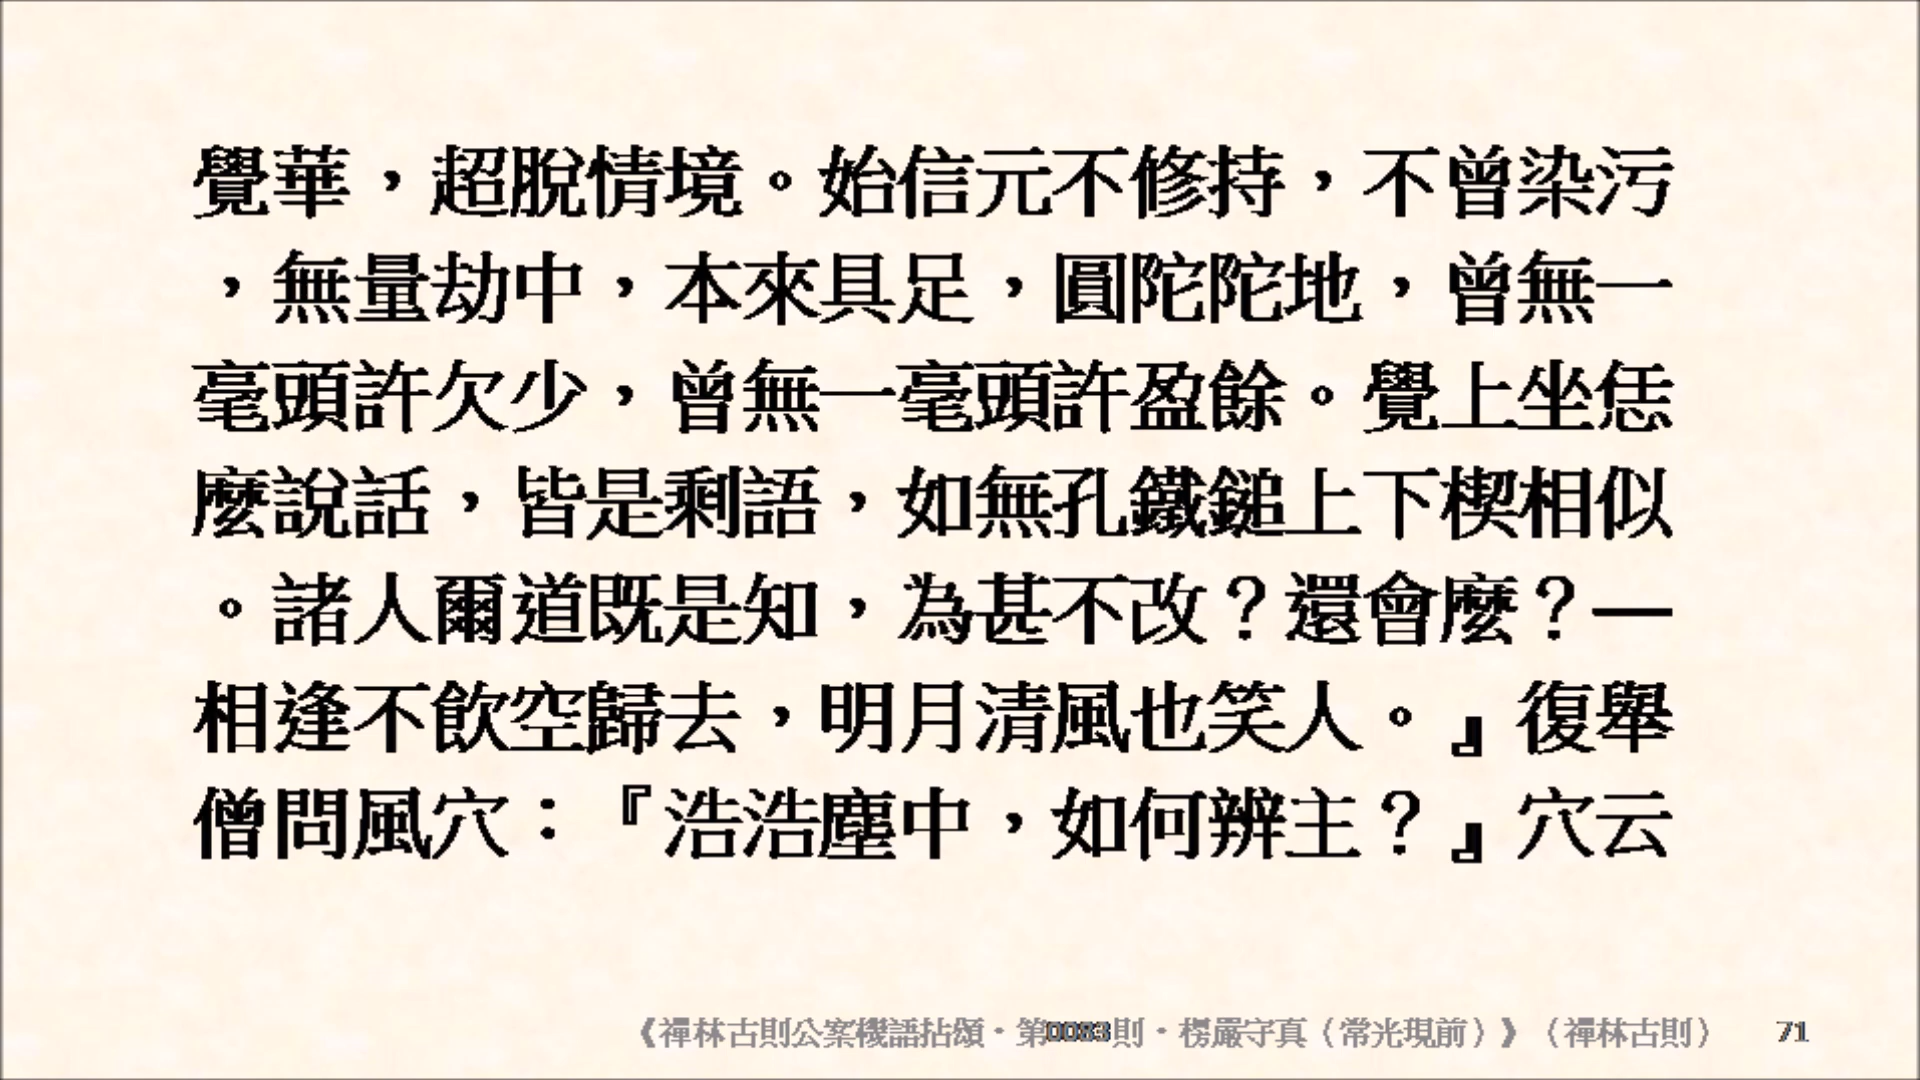 覺華，超脫情境。始信元不修持，不曾染污
，無量劫中，本來具足，圓陀陀地，曾無一
毫頭許欠少，曾無一毫頭許盈餘。覺上坐恁
麼說話，皆是剩語，如無孔鐵鎚上下楔相似
。諸人爾道既是知，為甚不改？還會麼？—
相逢不飲空歸去，明月清風也笑人。』復舉
僧問風穴：『浩浩塵中，如何辨主？』穴云
《禪林古則公案機語拈頌・第0083則・楞嚴守真（常光現前）》（禪林古則） 71